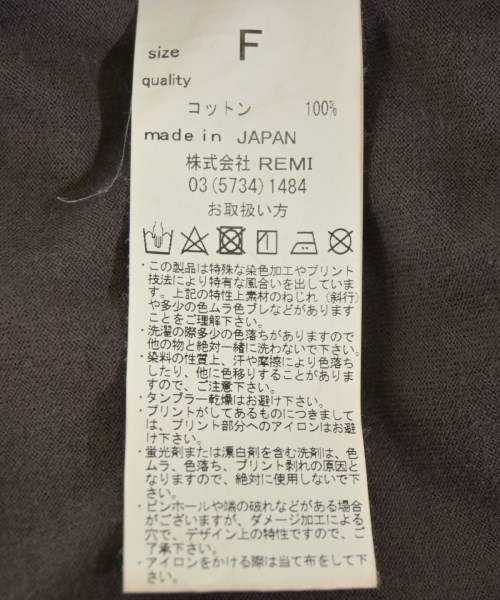 size F
quality
コットン 100%
made in JAPAN
株式会社 REMI
03(5734)1484
お取扱い方
・この製品は特殊な染色加工やプリント
技法により特有な風合いを出していま
す。上記の特性上素材のねじれ（斜行）
や多少の色ムラ色ブレなどがあります
ことをご理解下さい。
・洗濯の際多少の色落ちがありますので
他の物と絶対一緒に洗わないで下さい。
・染料の性質上、汗や摩擦により色落ち
したり、他に色移りすることがありま
すので、ご注意下さい。
・タンブラー乾燥はお避け下さい。
・プリントがしてあるものにつきまして
は、プリント部分へのアイロンはお避
け下さい。
・蛍光剤または漂白剤を含む洗剤は、色
ムラ、色落ち、プリント剥れの原因と
なりますので、絶対に使用しないで下
さい。
・ピンホールや端の破れなどがある場合
がございますが、ダメージ加工による
穴で、デザイン上の特性ですので、ご
了承下さい。
・アイロンをかける際は当て布をして下
さい。